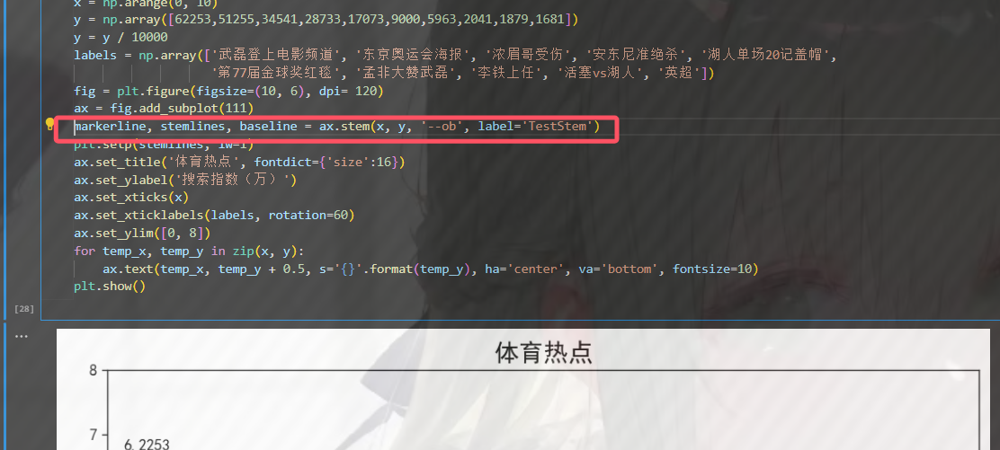 x = np.arange(0, 10)
y = np.array([62253,51255,34541,28733,17073,9000,5963,2041,1879,1681])
y = y / 10000
labels = np.array(['武磊登上电影频道', '东京奥运会海报', '浓眉哥受伤', '安东尼准绝杀', '湖人单场20记盖帽',
'第77届金球奖红毯', '孟非大赞武磊', '李铁上任', '活塞vs湖人', '英超'])
fig = plt.figure(figsize=(10, 6), dpi= 120)
ax = fig.add_subplot(111)
markerline, stemlines, baseline = ax.stem(x, y, '--ob', label='TestStem')
plt.setp(stemlines, lw=1)
ax.set_title('体育热点', fontdict={'size':16})
ax.set_ylabel('搜索指数（万）')
ax.set_xticks(x)
ax.set_xticklabels(labels, rotation=60)
ax.set_ylim([0, 8])
for temp_x, temp_y in zip(x, y):
ax.text(temp_x, temp_y + 0.5, s='{}'.format(temp_y), ha='center', va='bottom', fontsize=10)
plt.show()
[28]
...
体育热点
8
7
6.2253